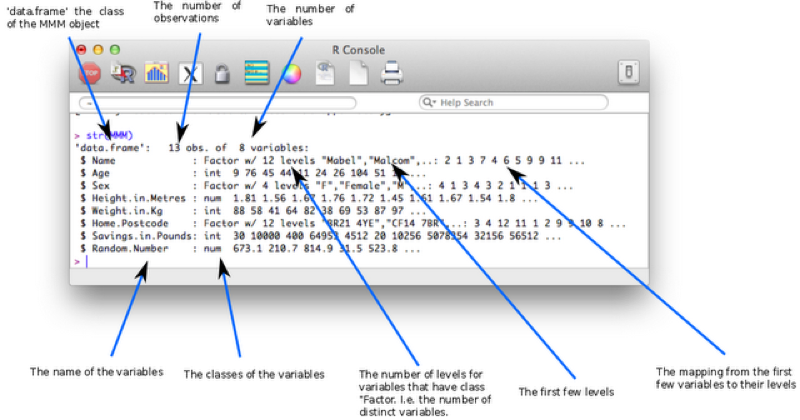 'data.frame' the class
of the MMM object
The number of
observations
The number of
variables
R Console
STOP
R
X
Help Search
> str(MMM)
'data.frame': 13 obs. of 8 variables:
$ Name : Factor w/ 12 levels "Mabel","Malcom",..: 2 1 3 7 4 6 5 9 9 11 ...
$ Age : int 9 76 45 44 11 24 26 104 51 ...
$ Sex : Factor w/ 4 levels "F","Female","M",..: 4 1 3 4 3 2 1 1 1 3 ...
$ Height.in.Metres : num 1.81 1.56 1.67 1.76 1.72 1.45 1.61 1.67 1.54 1.8 ...
$ Weight.in.Kg : int 88 58 41 64 82 38 69 53 87 97 ...
$ Home.Postcode : Factor w/ 12 levels "BR21 4YE","CF14 7BR",..: 3 4 12 11 1 2 9 9 10 8 ...
$ Savings.in.Pounds: int 30 10000 400 64952 4512 20 10256 5078354 32156 56512 ...
$ Random.Number : num 673.1 210.7 814.9 31.5 523.8 ...
>
The name of the variables
The classes of the variables
The number of levels for
variables that have class
"Factor. I.e. the number of
distinct variables.
The first few levels
The mapping from the first
few variables to their levels